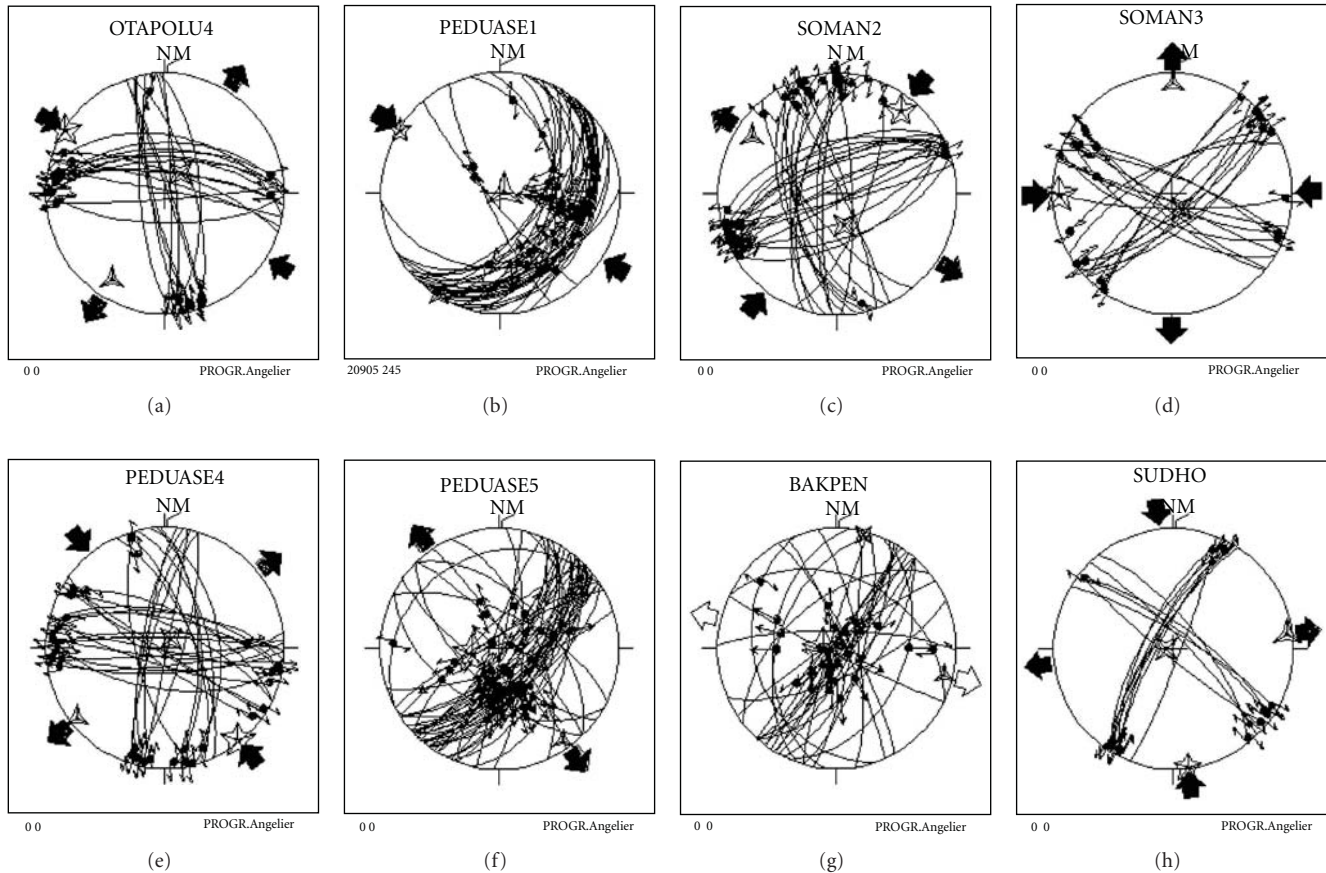 OTAPOLU4
NM
0 0
PROGR.Angelier
(a)
PEDUASE1
NM
20905 245
PROGR.Angelier
(b)
SOMAN2
N M
0 0
PROGR.Angelier
(c)
SOMAN3
M
0 0
PROGR.Angelier
(d)
PEDUASE4
NM
0 0
PROGR.Angelier
(e)
PEDUASE5
NM
0 0
PROGR.Angelier
(f)
BAKPEN
NM
0 0
PROGR.Angelier
(g)
SUDHO
NM
0 0
PROGR.Angelier
(h)